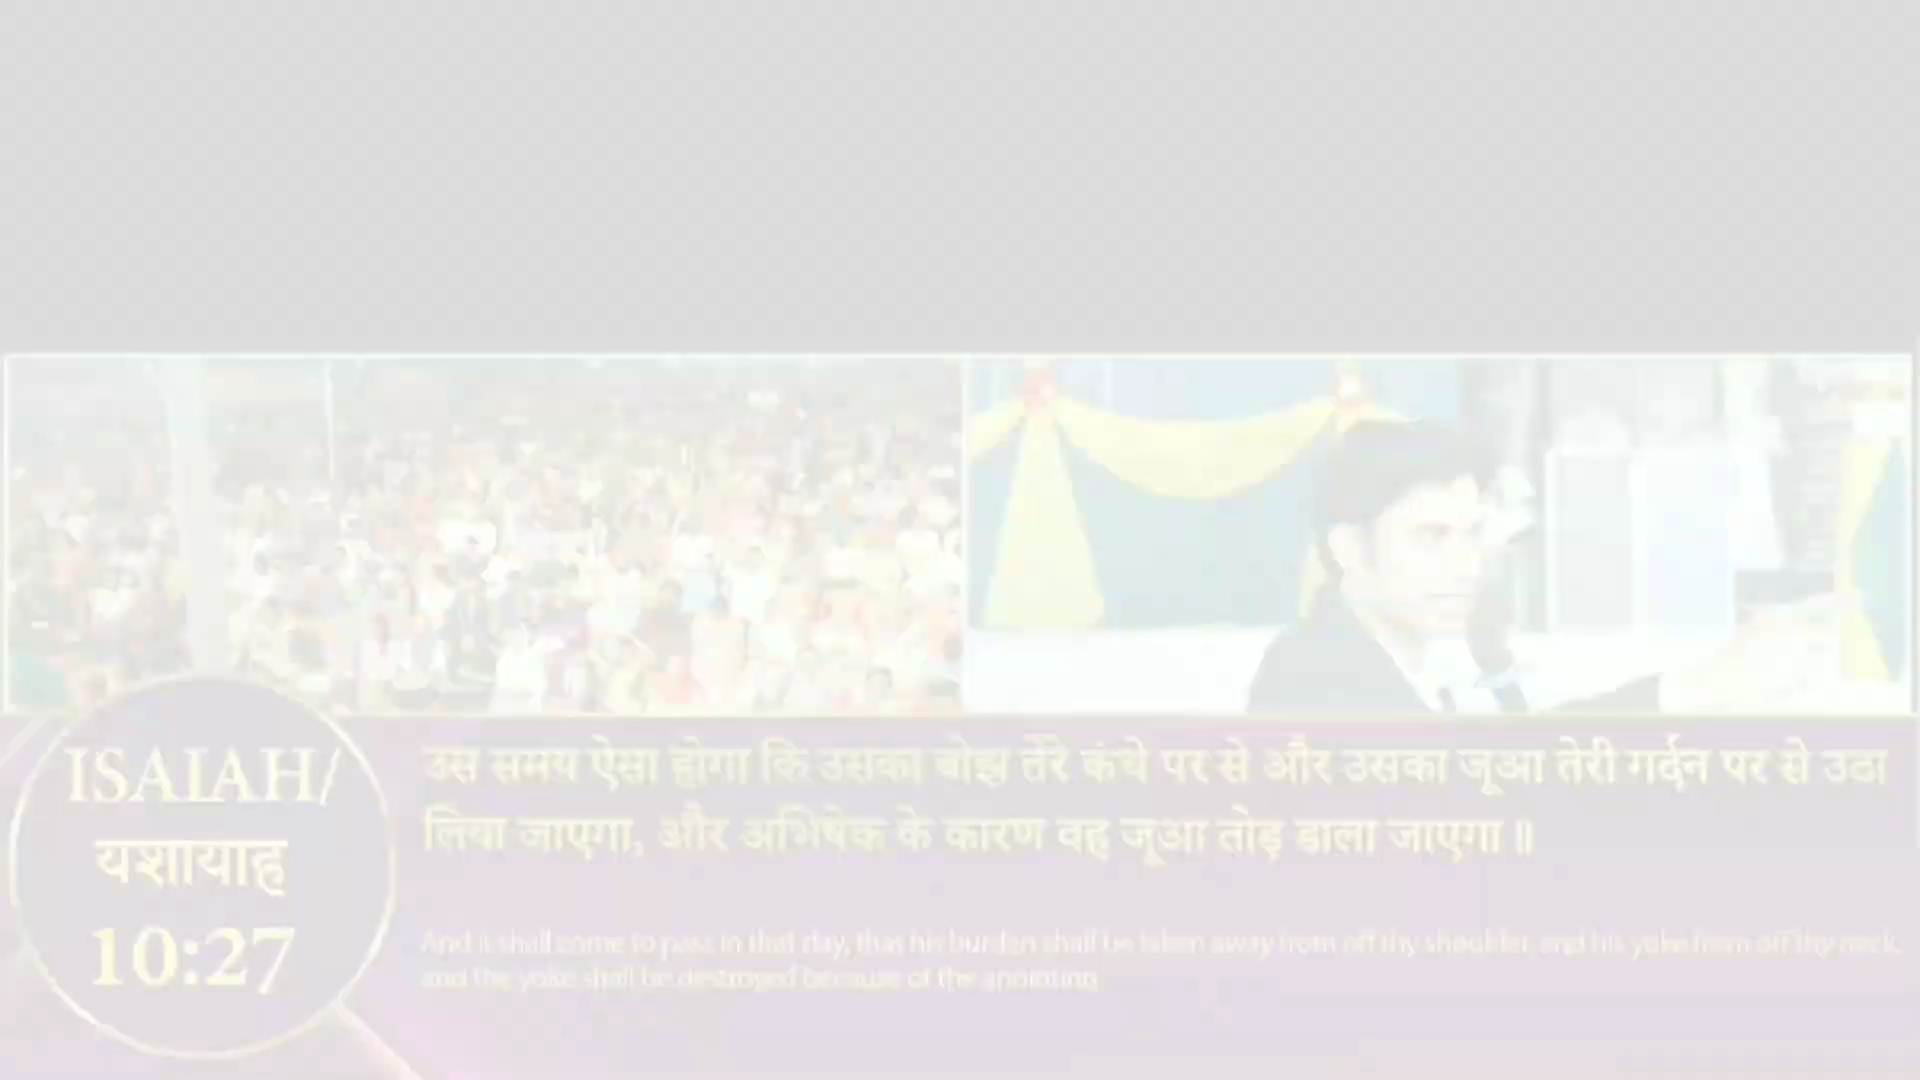 ISAIAH/
यशायाह
10:27
उस समय ऐसा होगा कि उसका बोझ तेरे कंधे पर से और उसका जूआ तेरी गर्दन पर से उठा
लिया जाएगा, और अभिषेक के कारण वह जूआ तोड़ डाला जाएगा ॥
And it shall come to pass in that day, that his burden shall be taken away from off thy shoulder, and his yoke from off thy neck,
and the yoke shall be destroyed because of the anointing